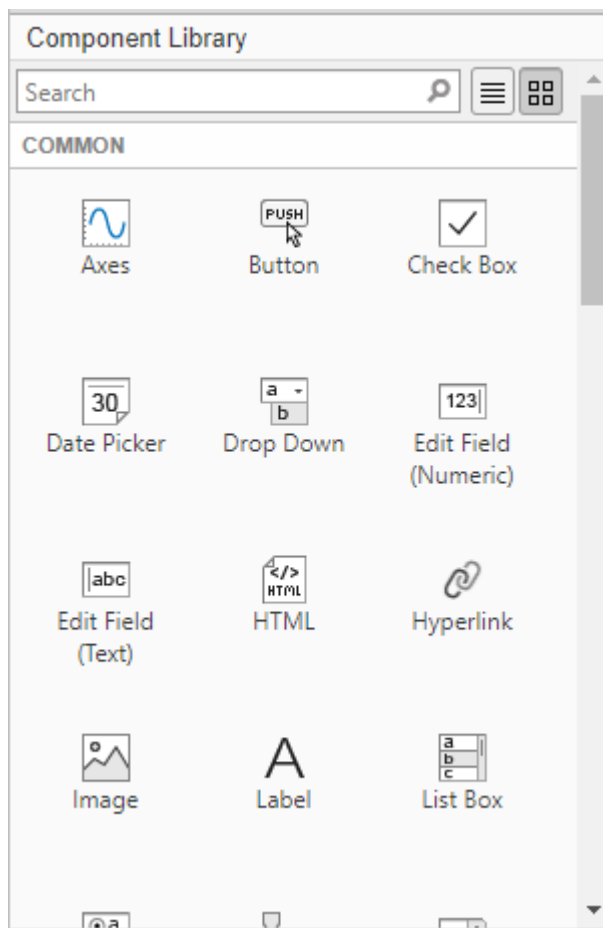 Component Library
Search
COMMON
PUSH
Axes
Button
Check Box
30
a
b
123
Date Picker
Drop Down
Edit Field
(Numeric)
abc
</>
HTML
Edit Field
(Text)
HTML
Hyperlink
A
a
b
c
Image
Label
List Box
a